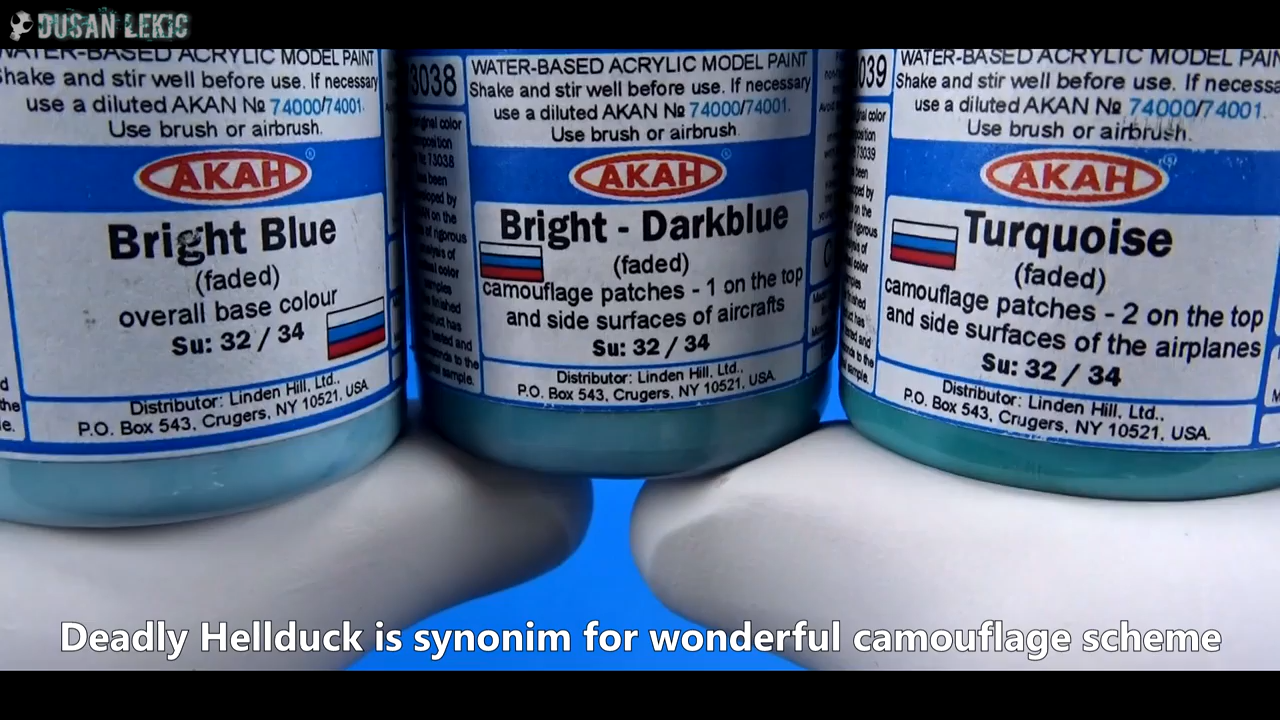 DUSAN LEKIC
WATER-BASED ACRYLIC MODEL PAINT
Shake and stir well before use. If necessary
use a diluted AKAN № 74000/74001.
Use brush or airbrush.
АКАН
Bright Blue
(faded)
overall base colour
Su: 32 / 34
Distributor: Linden Hill, Ltd.,
P.O. Box 543, Crugers, NY 10521, USA
3038
WATER-BASED ACRYLIC MODEL PAINT
Shake and stir well before use. If necessary
use a diluted AKAN № 74000/74001.
Use brush or airbrush.
АКАН
Bright - Darkblue
(faded)
camouflage patches - 1 on the top
and side surfaces of aircrafts
Su: 32 / 34
Distributor: Linden Hill, Ltd.,
P.O. Box 543, Crugers, NY 10521, USA.
039
WATER-BASED ACRYLIC MODEL PAIN
Shake and stir well before use. If necessa
use a diluted AKAN № 74000/74001.
Use brush or airbrush.
АКАН
Turquoise
(faded)
camouflage patches - 2 on the top
and side surfaces of the airplanes
Su: 32 / 34
Distributor: Linden Hill, Ltd.,
P.O. Box 543, Crugers, NY 10521, USA.
Deadly Hellduck is synonim for wonderful camouflage scheme